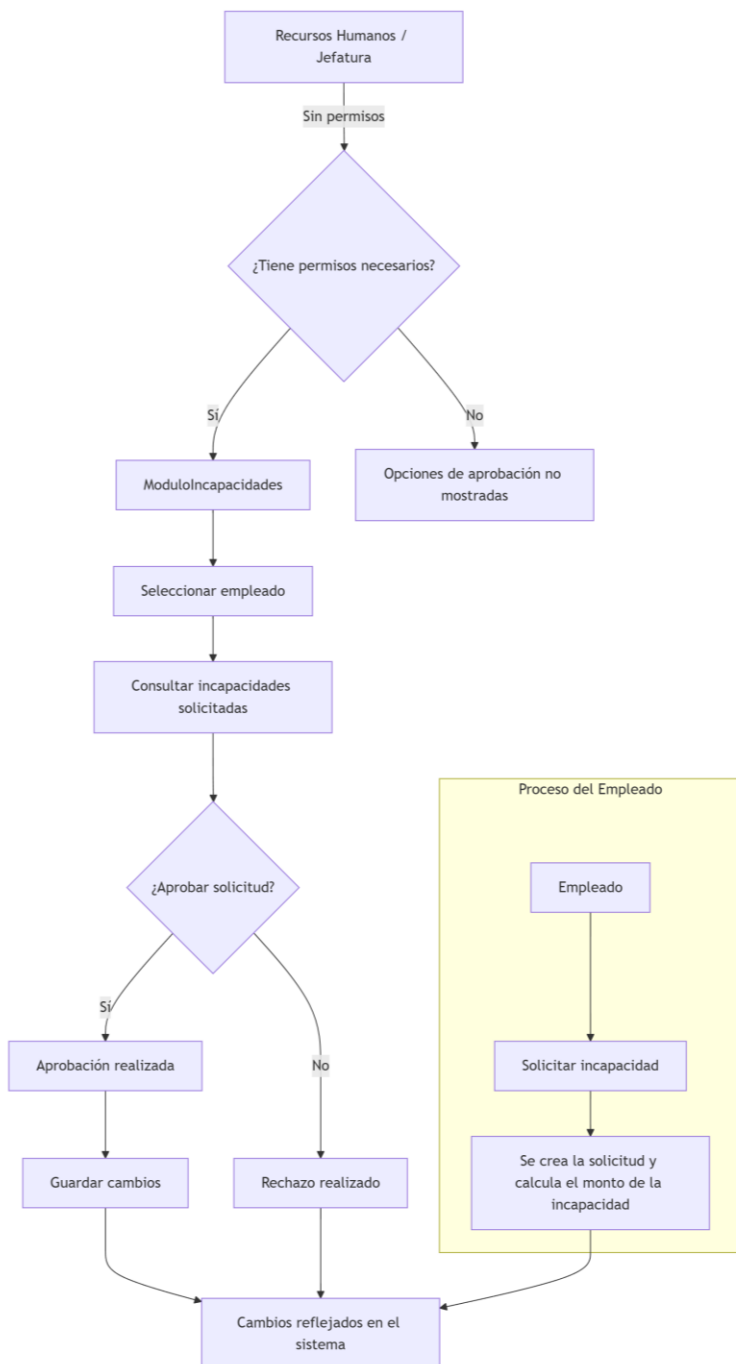 Recursos Humanos /
Jefatura
Sin permisos
¿Tiene permisos necesarios?
Sí
No
ModuloIncapacidades
Opciones de aprobación no
mostradas
Seleccionar empleado
Consultar incapacidades
solicitadas
¿Aprobar solicitud?
Sí
No
Aprobación realizada
Guardar cambios
Rechazo realizado
Proceso del Empleado
Empleado
Solicitar incapacidad
Se crea la solicitud y
calcula el monto de la
incapacidad
Cambios reflejados en el
sistema